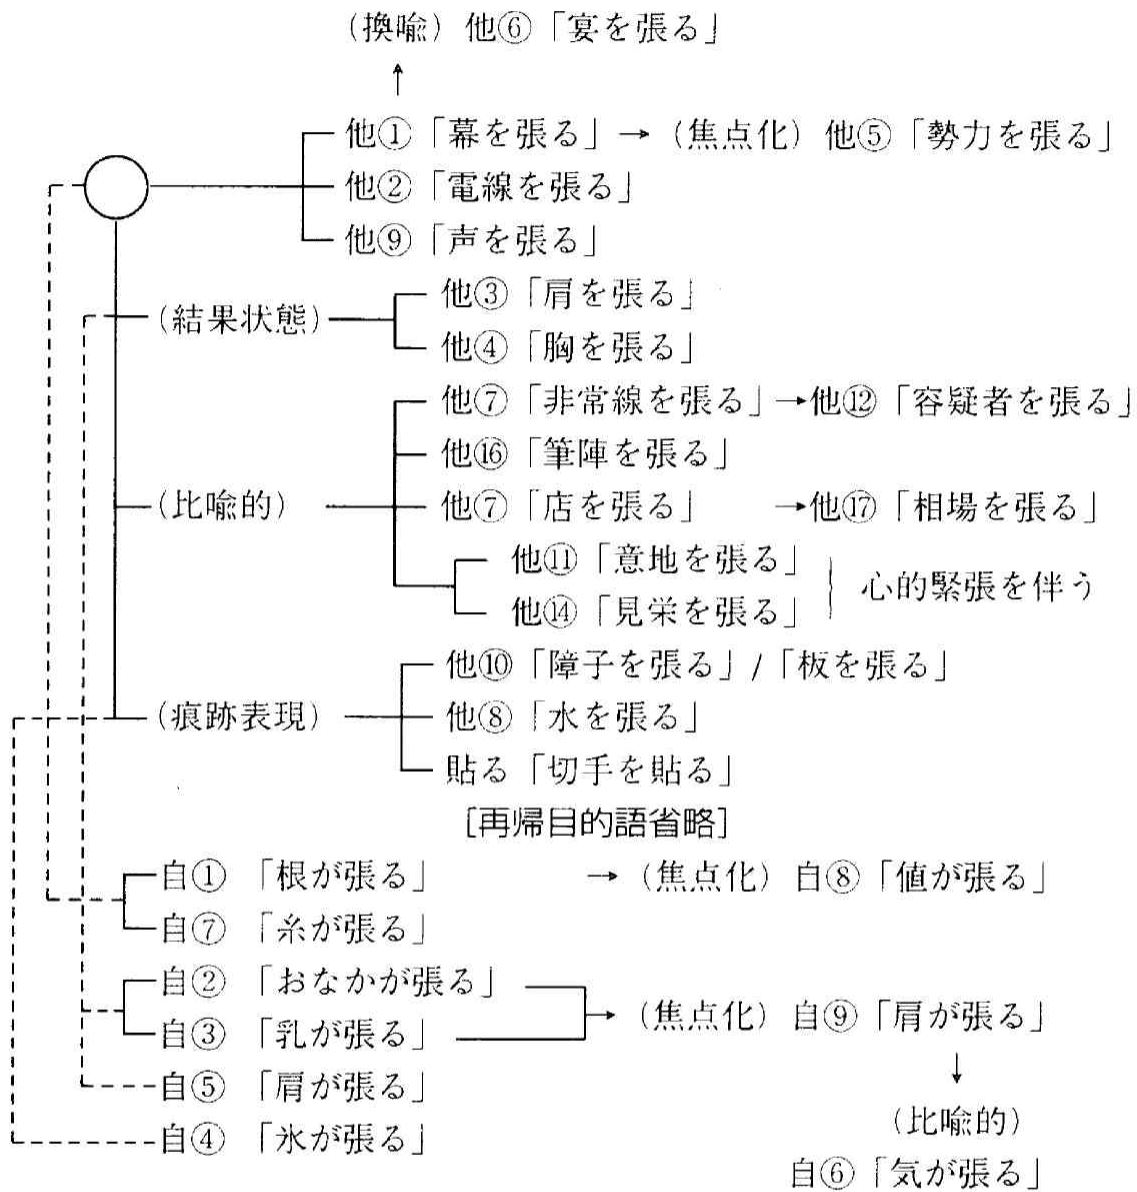 （換喩）他⑥「宴を張る」
↑
他①「幕を張る」→（焦点化）他⑤「勢力を張る」
他②「電線を張る」
他⑨「声を張る」
（結果状態）
他③「肩を張る」
他④「胸を張る」
（比喩的）
他⑦「非常線を張る」→他⑫「容疑者を張る」
他⑯「筆陣を張る」
他⑦「店を張る」→他⑰「相場を張る」
他⑪「意地を張る」
他⑭「見栄を張る」
心的緊張を伴う
（痕跡表現）
他⑩「障子を張る」/「板を張る」
他⑧「水を張る」
貼る「切手を貼る」
［再帰目的語省略］
自①「根が張る」→（焦点化）自⑧「値が張る」
自⑦「糸が張る」
自②「おなかが張る」
自③「乳が張る」
→（焦点化）自⑨「肩が張る」
自⑤「肩が張る」
↓
（比喩的）
自④「氷が張る」
自⑥「気が張る」